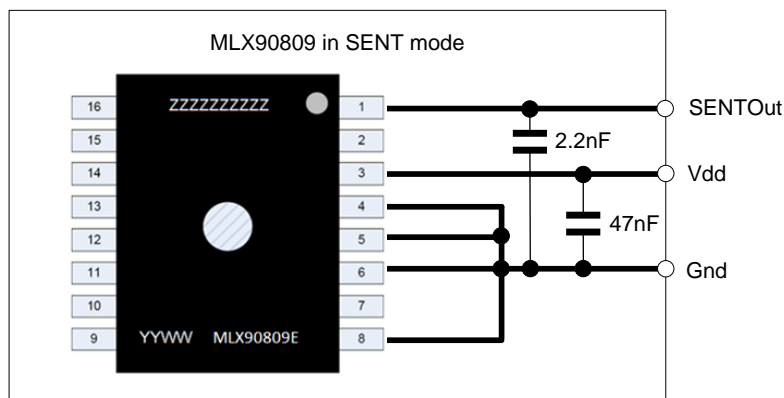 MLX90809 in SENT mode
16 ZZZZZZZZZZ 1 SENTOut
15 2 2.2nF
14 3 Vdd
13 4
12 5 47nF
11 6 Gnd
10 7
9 YYWW MLX90809E 8